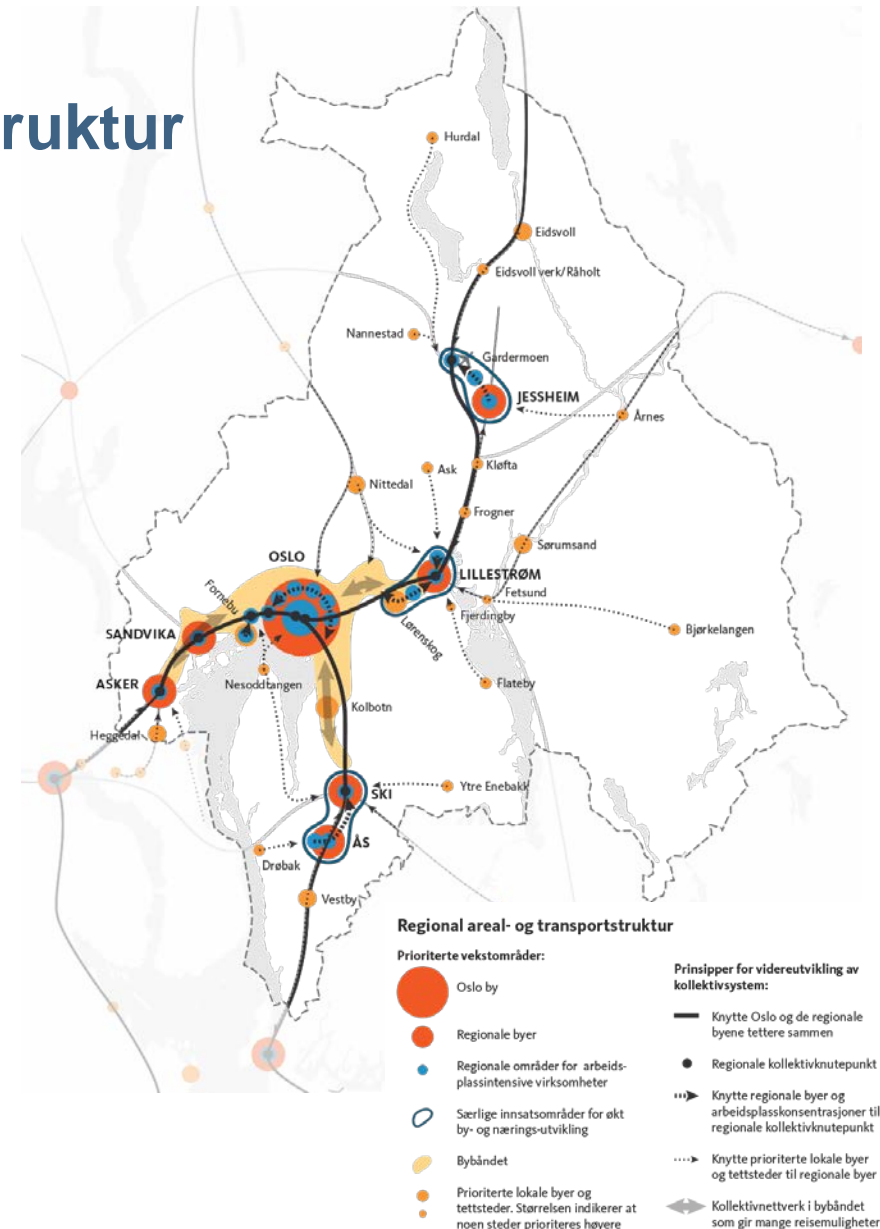 ruktur
Hurdal
Eidsvoll
Eidsvoll verk/Råholt
Nannestad
Gardermoen
JESSHEIM
Årnes
Ask
Kløfta
Nittedal
Frogner
OSLO
Sørumsand
LILLESTRØM
Fornebu
Fetsund
Fjerdingby
Lørenskog
SANDVIKA
Bjørkelangen
ASKER
Nesoddtangen
Flateby
Kolbotn
Heggedal
Ytre Enebakk
SKI
ÅS
Drøbak
Vestby
Regional areal- og transportstruktur
Prioriterte vekstområder:
Oslo by
Regionale byer
Regionale områder for arbeids-
plassintensive virksomheter
Særlige innsatsområder for økt
by- og nærings-utvikling
Bybåndet
Prioriterte lokale byer og
tettsteder. Størrelsen indikerer at
noen steder prioriteres høyere
Prinsipper for videreutvikling av
kollektivsystem:
Knytte Oslo og de regionale
byene tettere sammen
Regionale kollektivknutepunkt
Knytte regionale byer og
arbeidsplasskonsentrasjoner til
regionale kollektivknutepunkt
Knytte prioriterte lokale byer
og tettsteder til regionale byer
Kollektivnettverk i bybåndet
som gir mange reisemuligheter